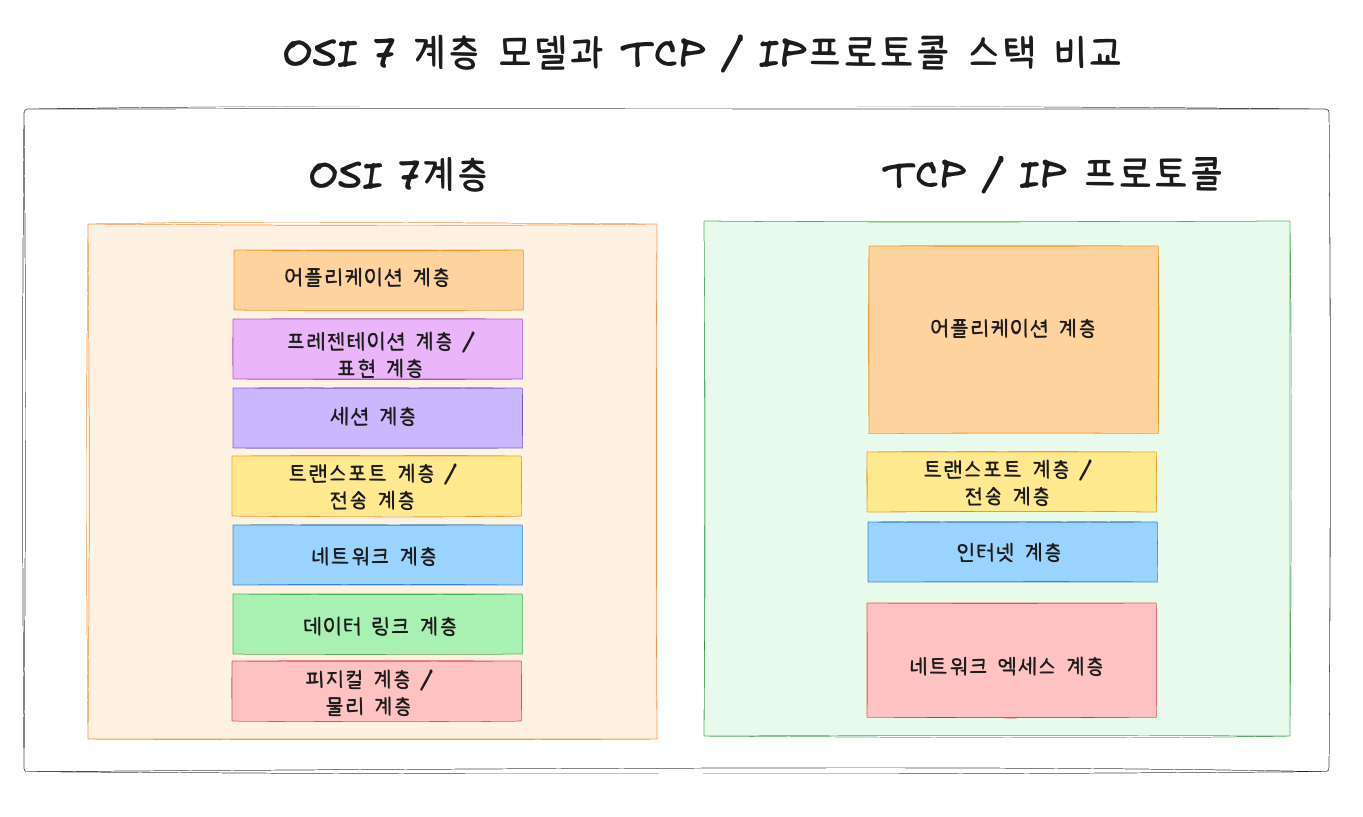 OSI 7 계층 모델과 TCP / IP프로토콜 스택 비교
OSI 7계층
어플리케이션 계층
프레젠테이션 계층 /
표현 계층
세션 계층
트랜스포트 계층 /
전송 계층
네트워크 계층
데이터 링크 계층
피지컬 계층 /
물리 계층
TCP / IP 프로토콜
어플리케이션 계층
트랜스포트 계층 /
전송 계층
인터넷 계층
네트워크 엑세스 계층